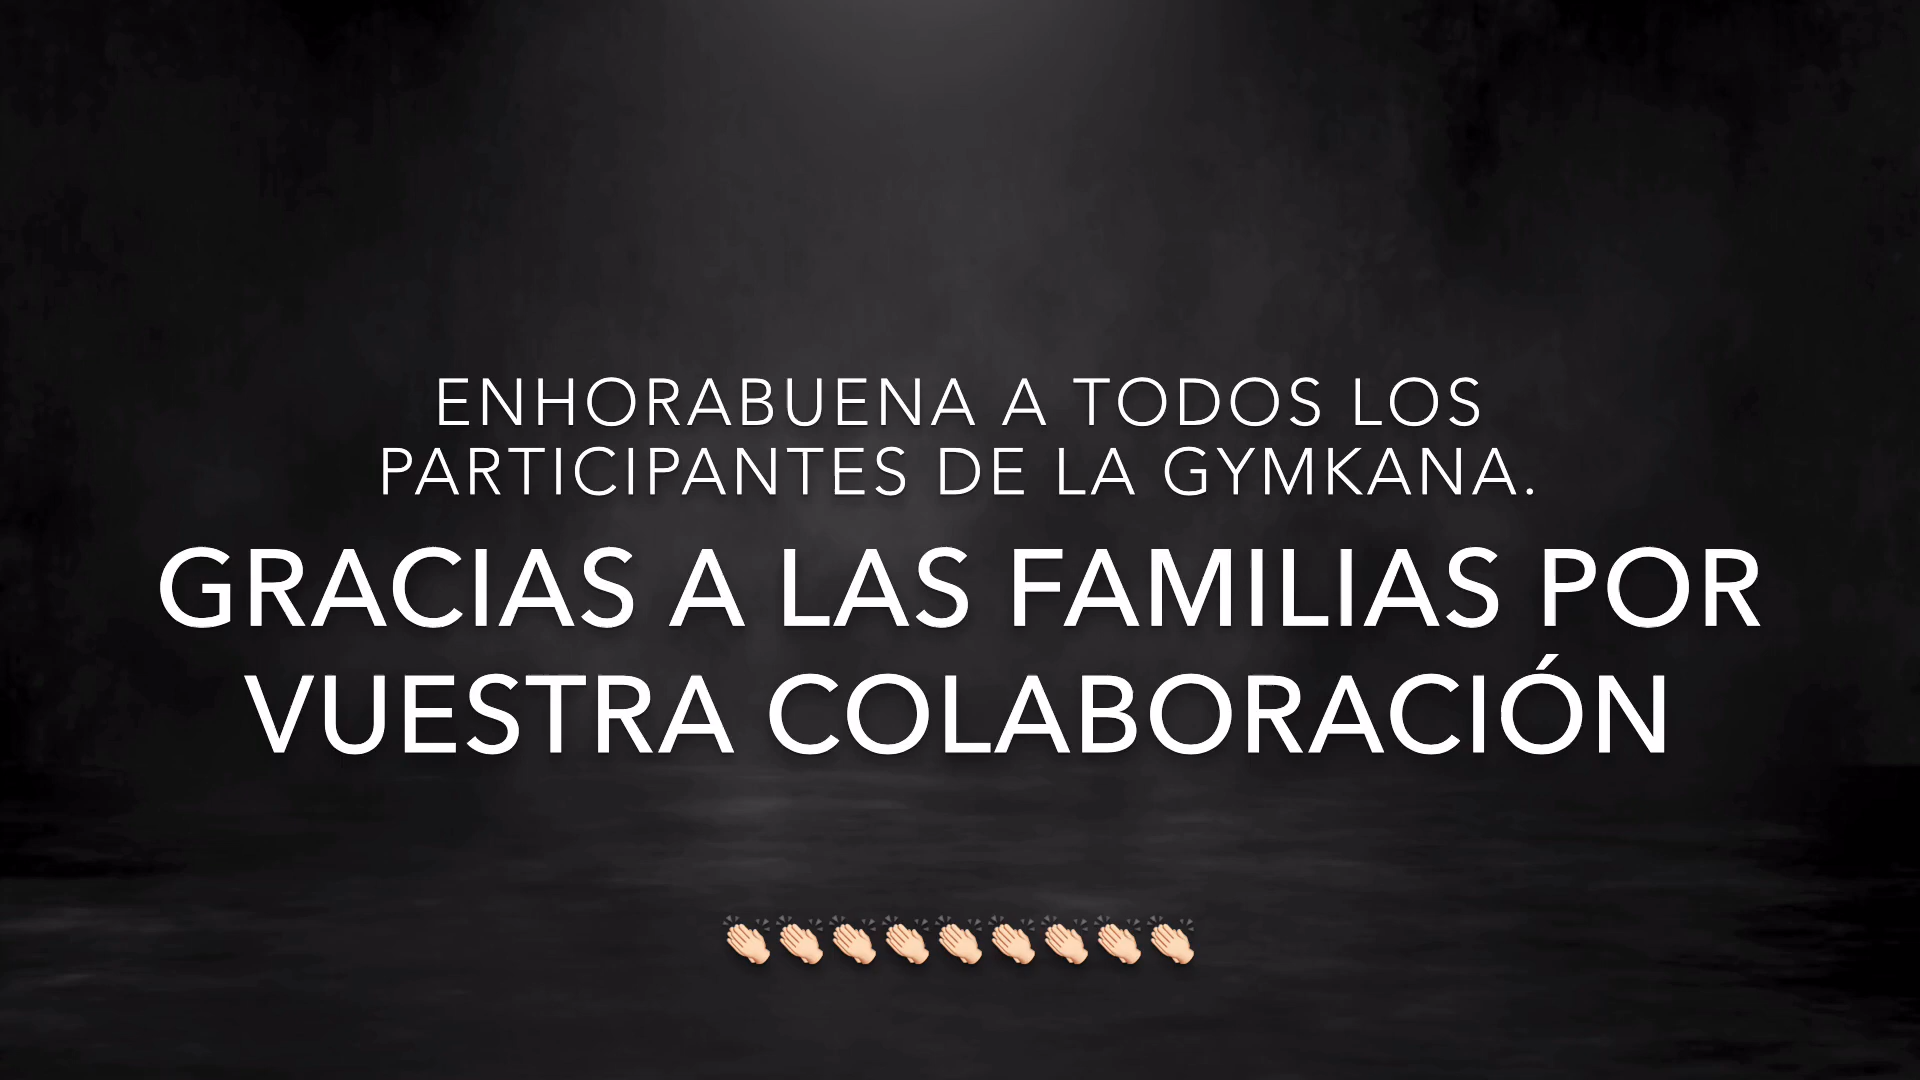 ENHORABUENA A TODOS LOS
PARTICIPANTES DE LA GYMKANA.
GRACIAS A LAS FAMILIAS POR
VUESTRA COLABORACIÓN
👏🏻👏🏻👏🏻👏🏻👏🏻👏🏻👏🏻👏🏻👏🏻